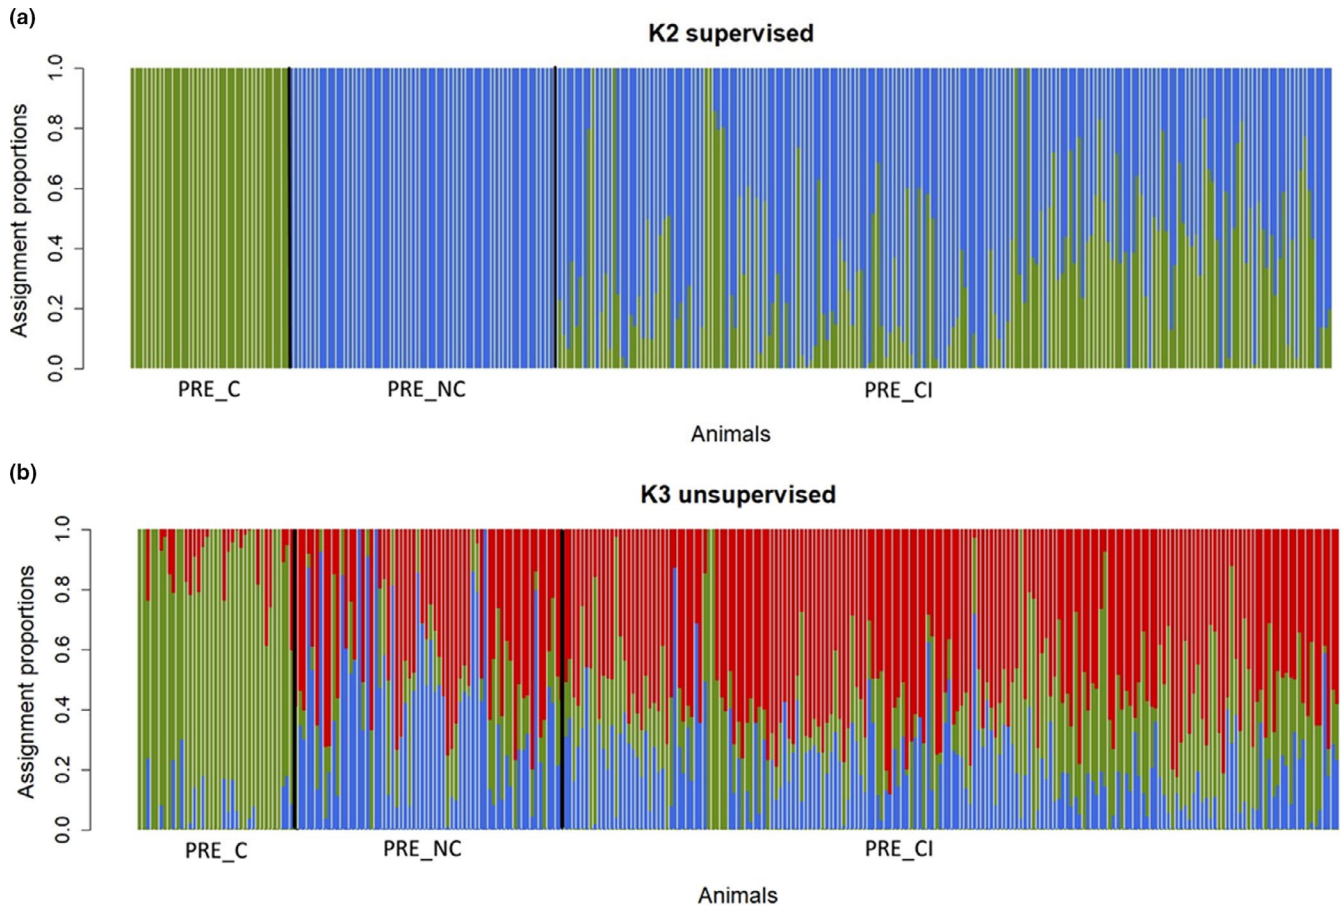 (a)
K2 supervised
Assignment proportions
1.0
0.8
0.6
0.4
0.2
0.0
PRE_C PRE_NC PRE_CI
Animals
(b)
K3 unsupervised
Assignment proportions
1.0
0.8
0.6
0.4
0.2
0.0
PRE_C PRE_NC PRE_CI
Animals